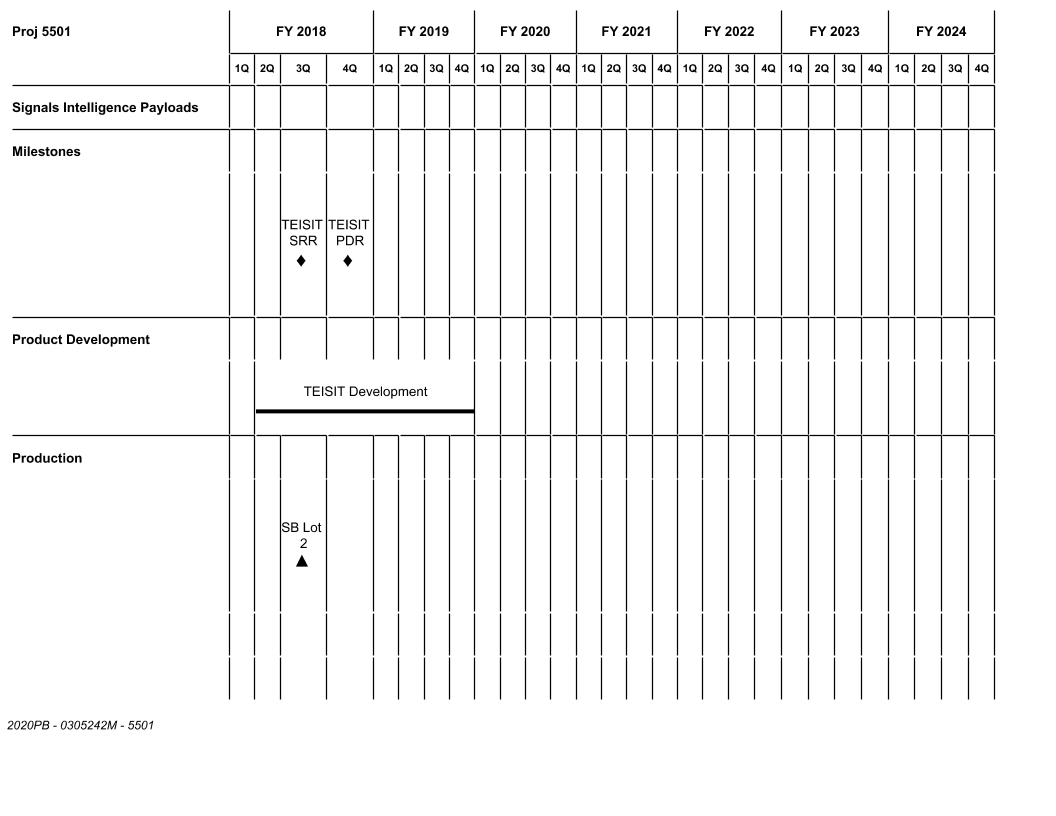 Proj 5501 FY 2018 FY 2019 FY 2020 FY 2021 FY 2022 FY 2023 FY 2024
1Q 2Q 3Q 4Q 1Q 2Q 3Q 4Q 1Q 2Q 3Q 4Q 1Q 2Q 3Q 4Q 1Q 2Q 3Q 4Q 1Q 2Q 3Q 4Q 1Q 2Q 3Q 4Q
Signals Intelligence Payloads
Milestones
TEISIT TEISIT
SRR PDR
Product Development
TEISIT Development
Production
SB Lot
2
2020PB - 0305242M - 5501